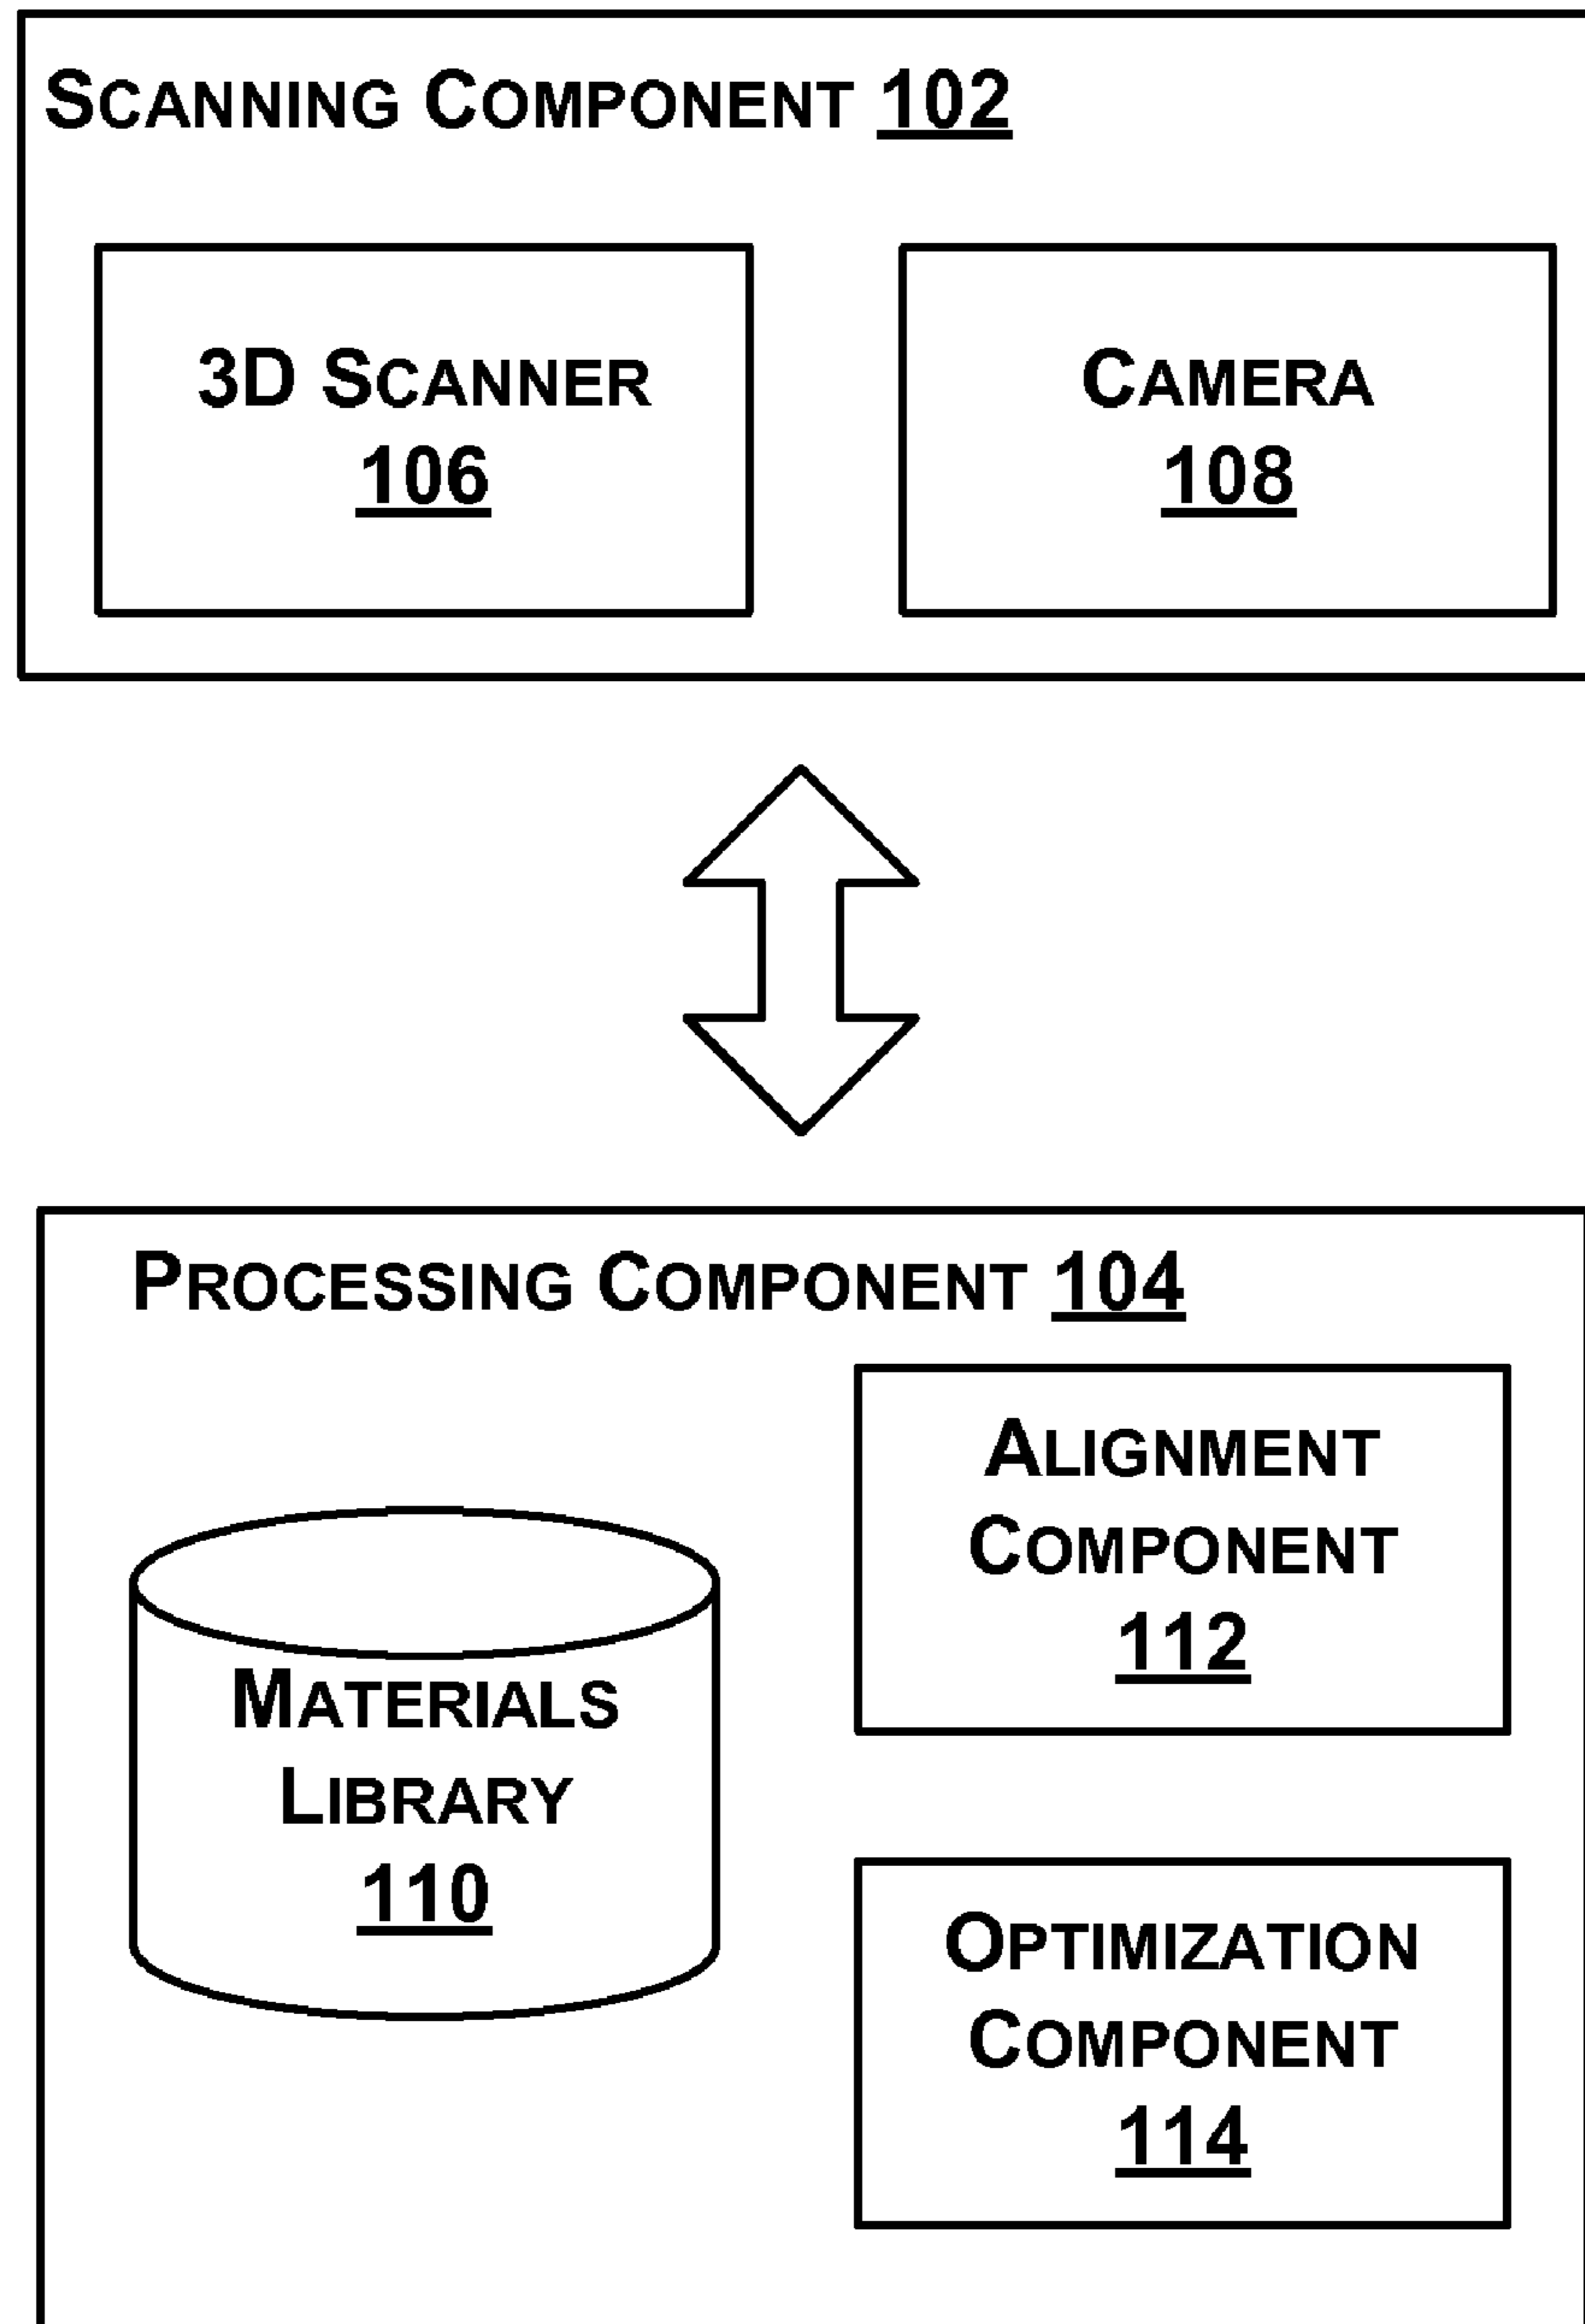 SCANNING COMPONENT 102
3D SCANNER
106
CAMERA
108
PROCESSING COMPONENT 104
MATERIALS
LIBRARY
110
ALIGNMENT
COMPONENT
112
OPTIMIZATION
COMPONENT
114